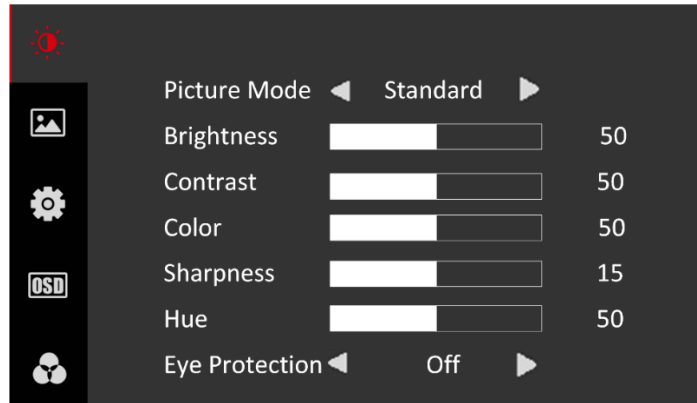 Picture Mode Standard
Brightness 50
Contrast 50
Color 50
Sharpness 15
OSD
Hue 50
Eye Protection Off